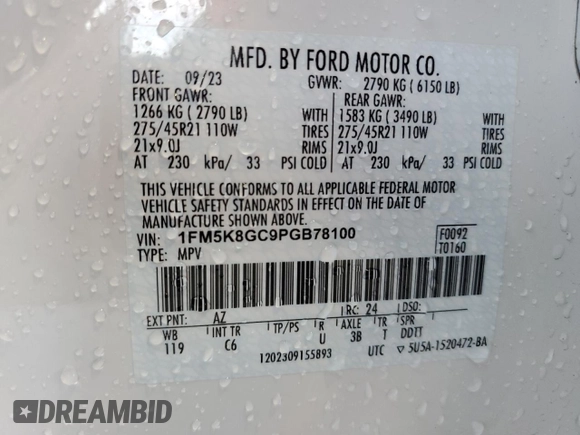 MFD. BY FORD MOTOR CO.
DATE: 09/23 GVWR: 2790 KG ( 6150 LB)
FRONT GAWR: REAR GAWR:
1266 KG ( 2790 LB) WITH 1583 KG ( 3490 LB) WITH
275/45R21 110W TIRES 275/45R21 110W TIRES
21x9.0J RIMS 21x9.0J RIMS
AT 230 kPa/ 33 PSI COLD AT 230 kPa/ 33 PSI COLD
THIS VEHICLE CONFORMS TO ALL APPLICABLE FEDERAL MOTOR
VEHICLE SAFETY STANDARDS IN EFFECT ON THE DATE OF
MANUFACTURE SHOWN ABOVE.
VIN: 1FM5K8GC9PGB78100 F0092
TYPE: MPV T0160
EXT PNT: AZ RC: 24 DSO:
WB INT TR TP/PS R AXLE TR SPR
119 C6 U 3B T DDTT
1202309155893 UTC ▽ 5U5A-1520472-BA
DREAMBID